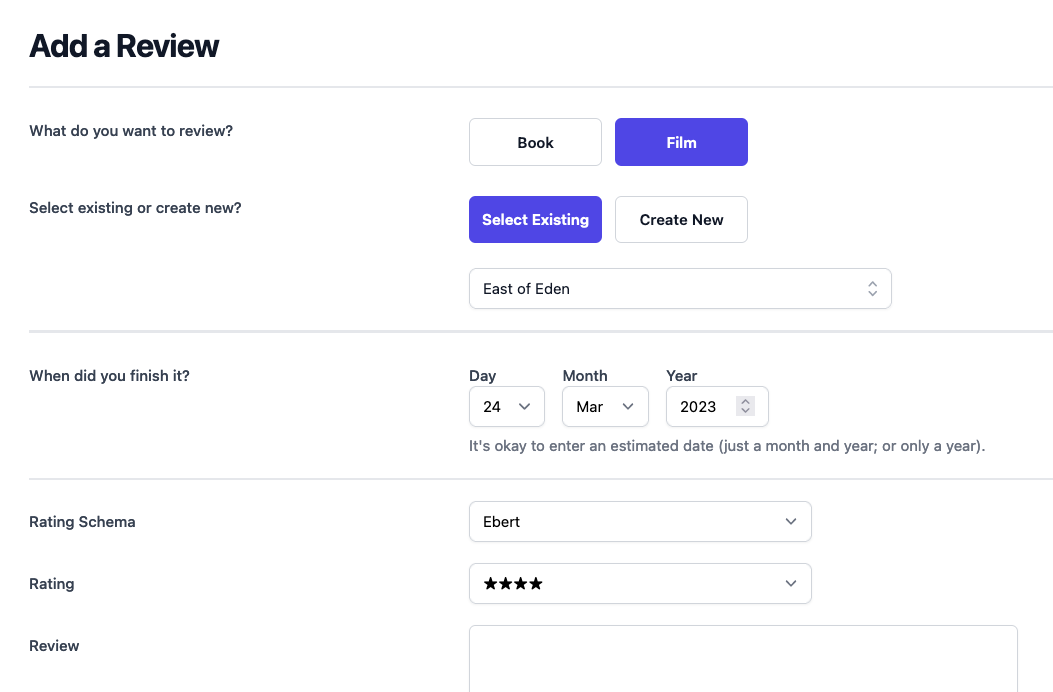 Add a Review
What do you want to review?
Book
Film
Select existing or create new?
Select Existing
Create New
East of Eden
When did you finish it?
Day
Month
Year
24
Mar
2023
It's okay to enter an estimated date (just a month and year; or only a year).
Rating Schema
Ebert
Rating
★★★★
Review